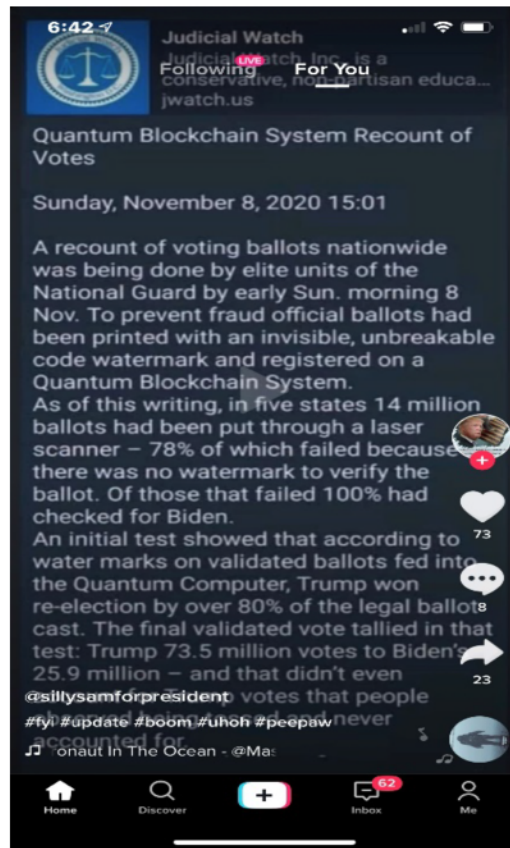 6:42
Judicial Watch
Judicial Watch, Inc. is a
Following LIVE For You
conservative, non-partisan educa...
jwatch.us
Quantum Blockchain System Recount of
Votes
Sunday, November 8, 2020 15:01
A recount of voting ballots nationwide
was being done by elite units of the
National Guard by early Sun. morning 8
Nov. To prevent fraud official ballots had
been printed with an invisible, unbreakable
code watermark and registered on a
Quantum Blockchain System.
As of this writing, in five states 14 million
ballots had been put through a laser
scanner – 78% of which failed because
there was no watermark to verify the
ballot. Of those that failed 100% had
checked for Biden.
An initial test showed that according to
water marks on validated ballots fed into
the Quantum Computer, Trump won
re-election by over 80% of the legal ballots
cast. The final validated vote tallied in that
test: Trump 73.5 million votes to Biden's
25.9 million – and that didn't even
votes that people
@sillysamforpresident
never
#fyi #update #boom #uhoh #peepaw
accounted for.
onaut In The Ocean - @Mas
73
8
23
Home
Discover
62
Inbox
Me